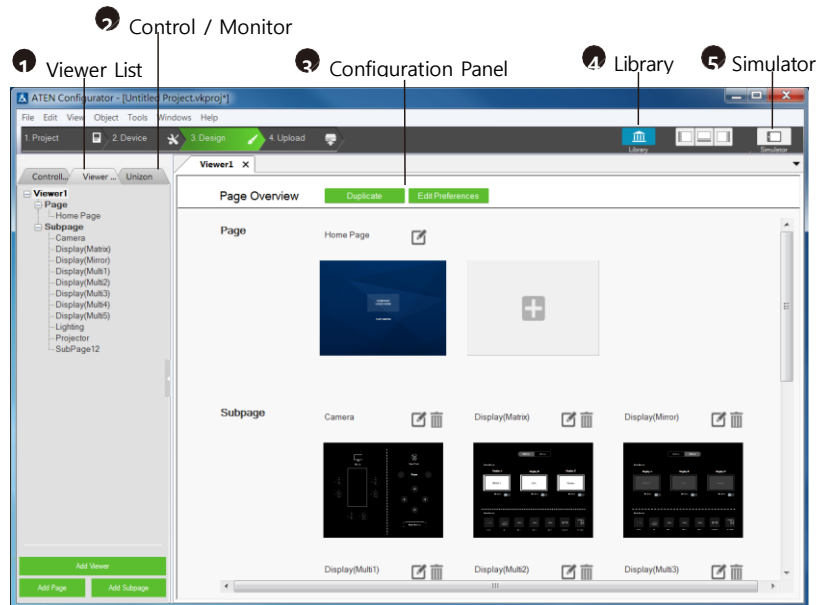 2 Control / Monitor
1 Viewer List
3 Configuration Panel
4 Library
5 Simulator
ATEN Configurator - [Untitled Project.vkproj*]
File Edit View Object Tools Windows Help
1. Project 2. Device 3. Design 4. Upload
Library
Simulator
Controll... Viewer ... Unizon
Viewer1 X
Viewer1
Page
Home Page
Subpage
Camera
Display(Matrix)
Display(Mirror)
Display(Multi1)
Display(Multi2)
Display(Multi3)
Display(Multi4)
Display(Multi5)
Lighting
Projector
SubPage12
Add Viewer
Add Page Add Subpage
Page Overview Duplicate Edit Preferences
Page Home Page
Subpage Camera Display(Matrix) Display(Mirror)
Display(Multi1) Display(Multi2) Display(Multi3)